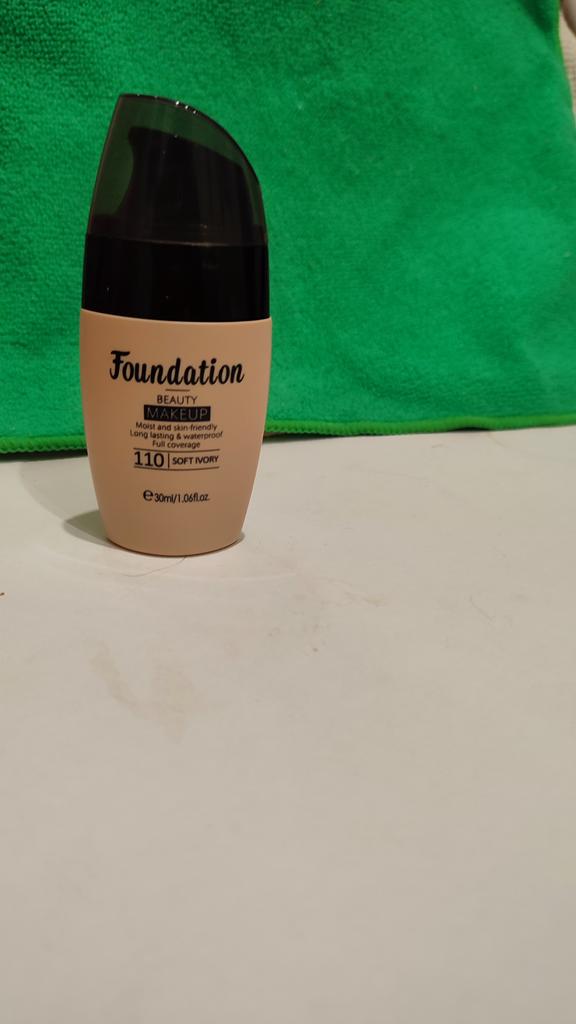 Foundation
BEAUTY
MAKEUP
Moist and skin-friendly
Long lasting & waterproof
Full coverage
110 | SOFT IVORY
e 30ml/1.06fl.oz.